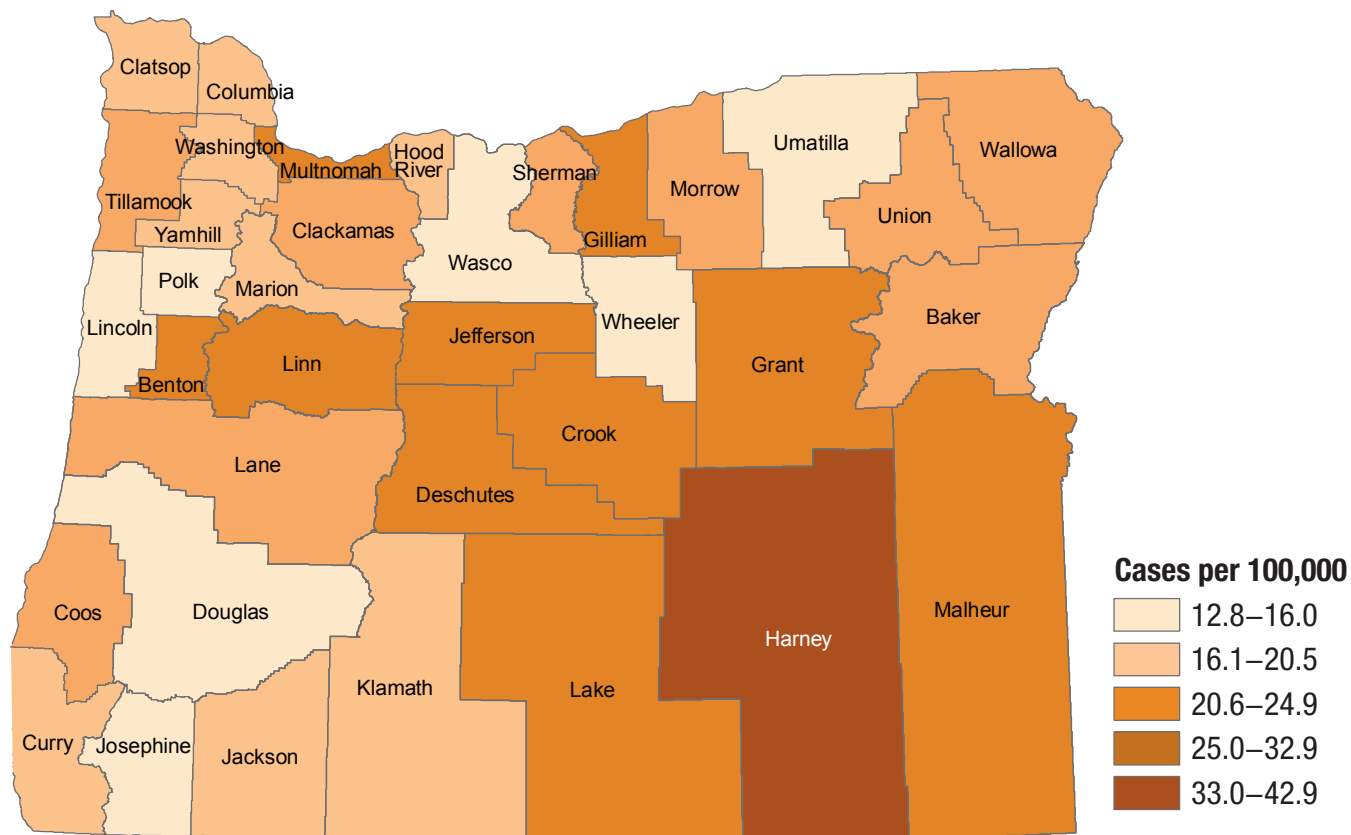 Clatsop
Columbia
Washington
Multnomah
Hood
River
Sherman
Umatilla
Wallowa
Tillamook
Morrow
Union
Yamhill
Clackamas
Gilliam
Wasco
Polk
Marion
Lincoln
Jefferson
Wheeler
Baker
Benton
Linn
Grant
Crook
Lane
Deschutes
Coos
Douglas
Harney
Malheur
Klamath
Lake
Curry
Josephine
Jackson
Cases per 100,000
12.8–16.0
16.1–20.5
20.6–24.9
25.0–32.9
33.0–42.9